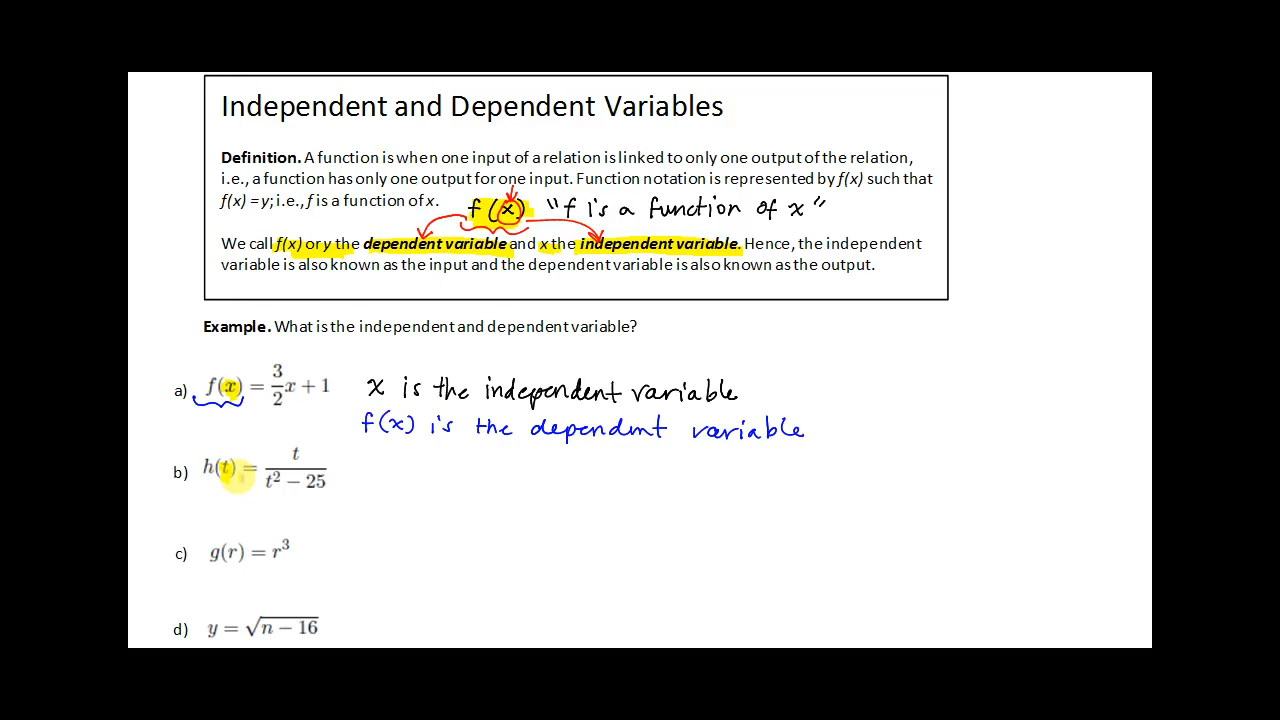 Independent and Dependent Variables
Definition. A function is when one input of a relation is linked to only one output of the relation,
i.e., a function has only one output for one input. Function notation is represented by f(x) such that
f(x) = y; i.e., f is a function of x.
f(x) "f is a function of x"
We call f(x) or y the dependent variable and x the independent variable. Hence, the independent
variable is also known as the input and the dependent variable is also known as the output.
Example. What is the independent and dependent variable?
a) f(x) = 3/2 x + 1 x is the independent variable
f(x) is the dependent variable
b) h(t) = t/(t² − 25)
c) g(r) = r³
d) y = √(n − 16)